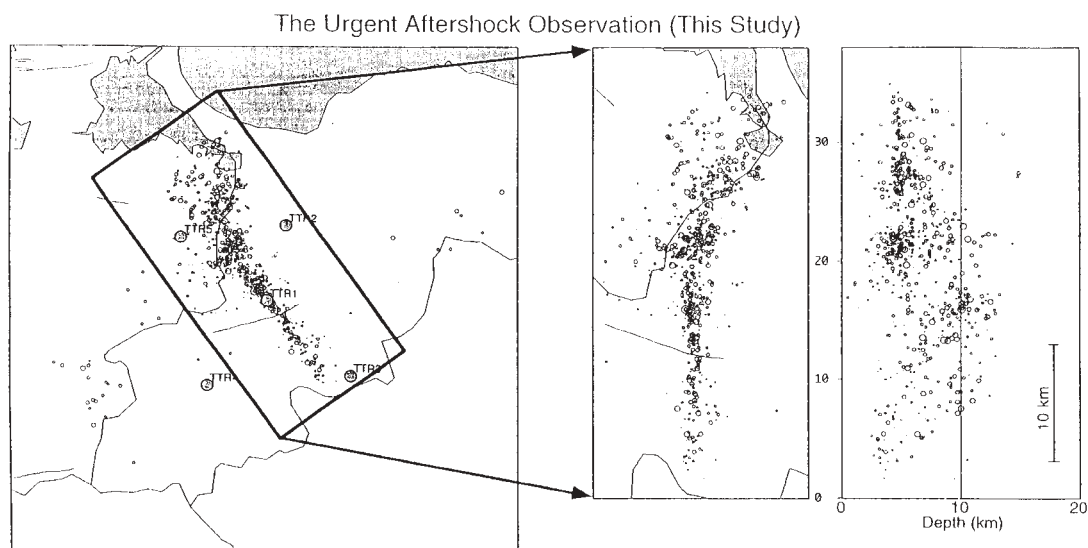 The Urgent Aftershock Observation (This Study)
TTR2
TTR5
TTR1
TTR3
TTR4
30
20
10
0
10 km
0
10
20
Depth (km)